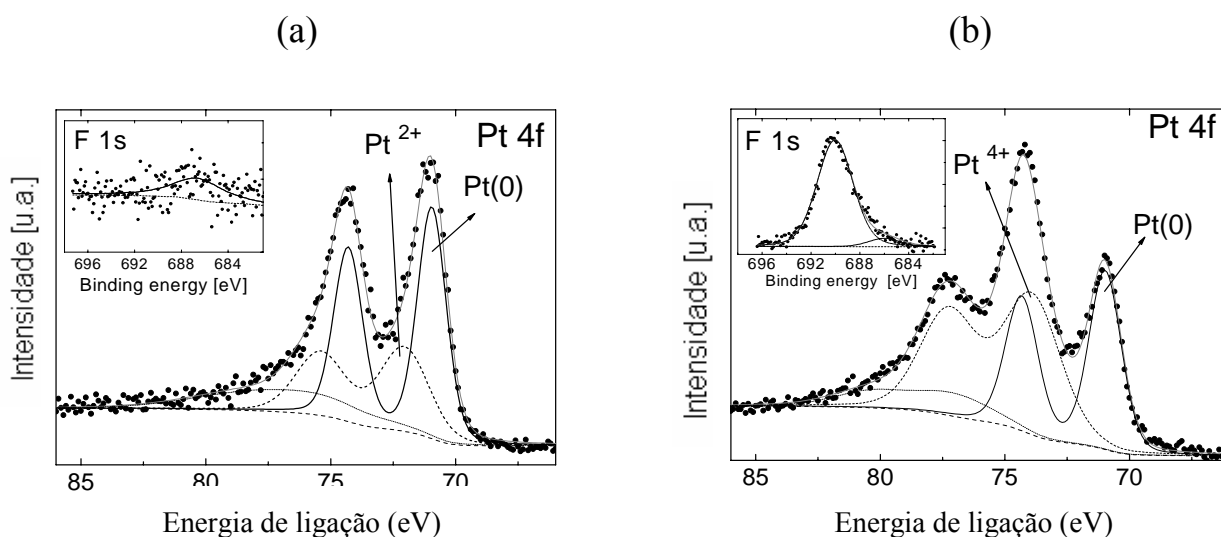 (a)
F 1s
696 692 688 684
Binding energy [eV]
Pt 2+
Pt 4f
Pt(0)
Intensidade [u.a.]
85 80 75 70
Energia de ligação (eV)
(b)
F 1s
696 692 688 684
Binding energy [eV]
Pt 4+
Pt 4f
Pt(0)
Intensidade [u.a.]
85 80 75 70
Energia de ligação (eV)